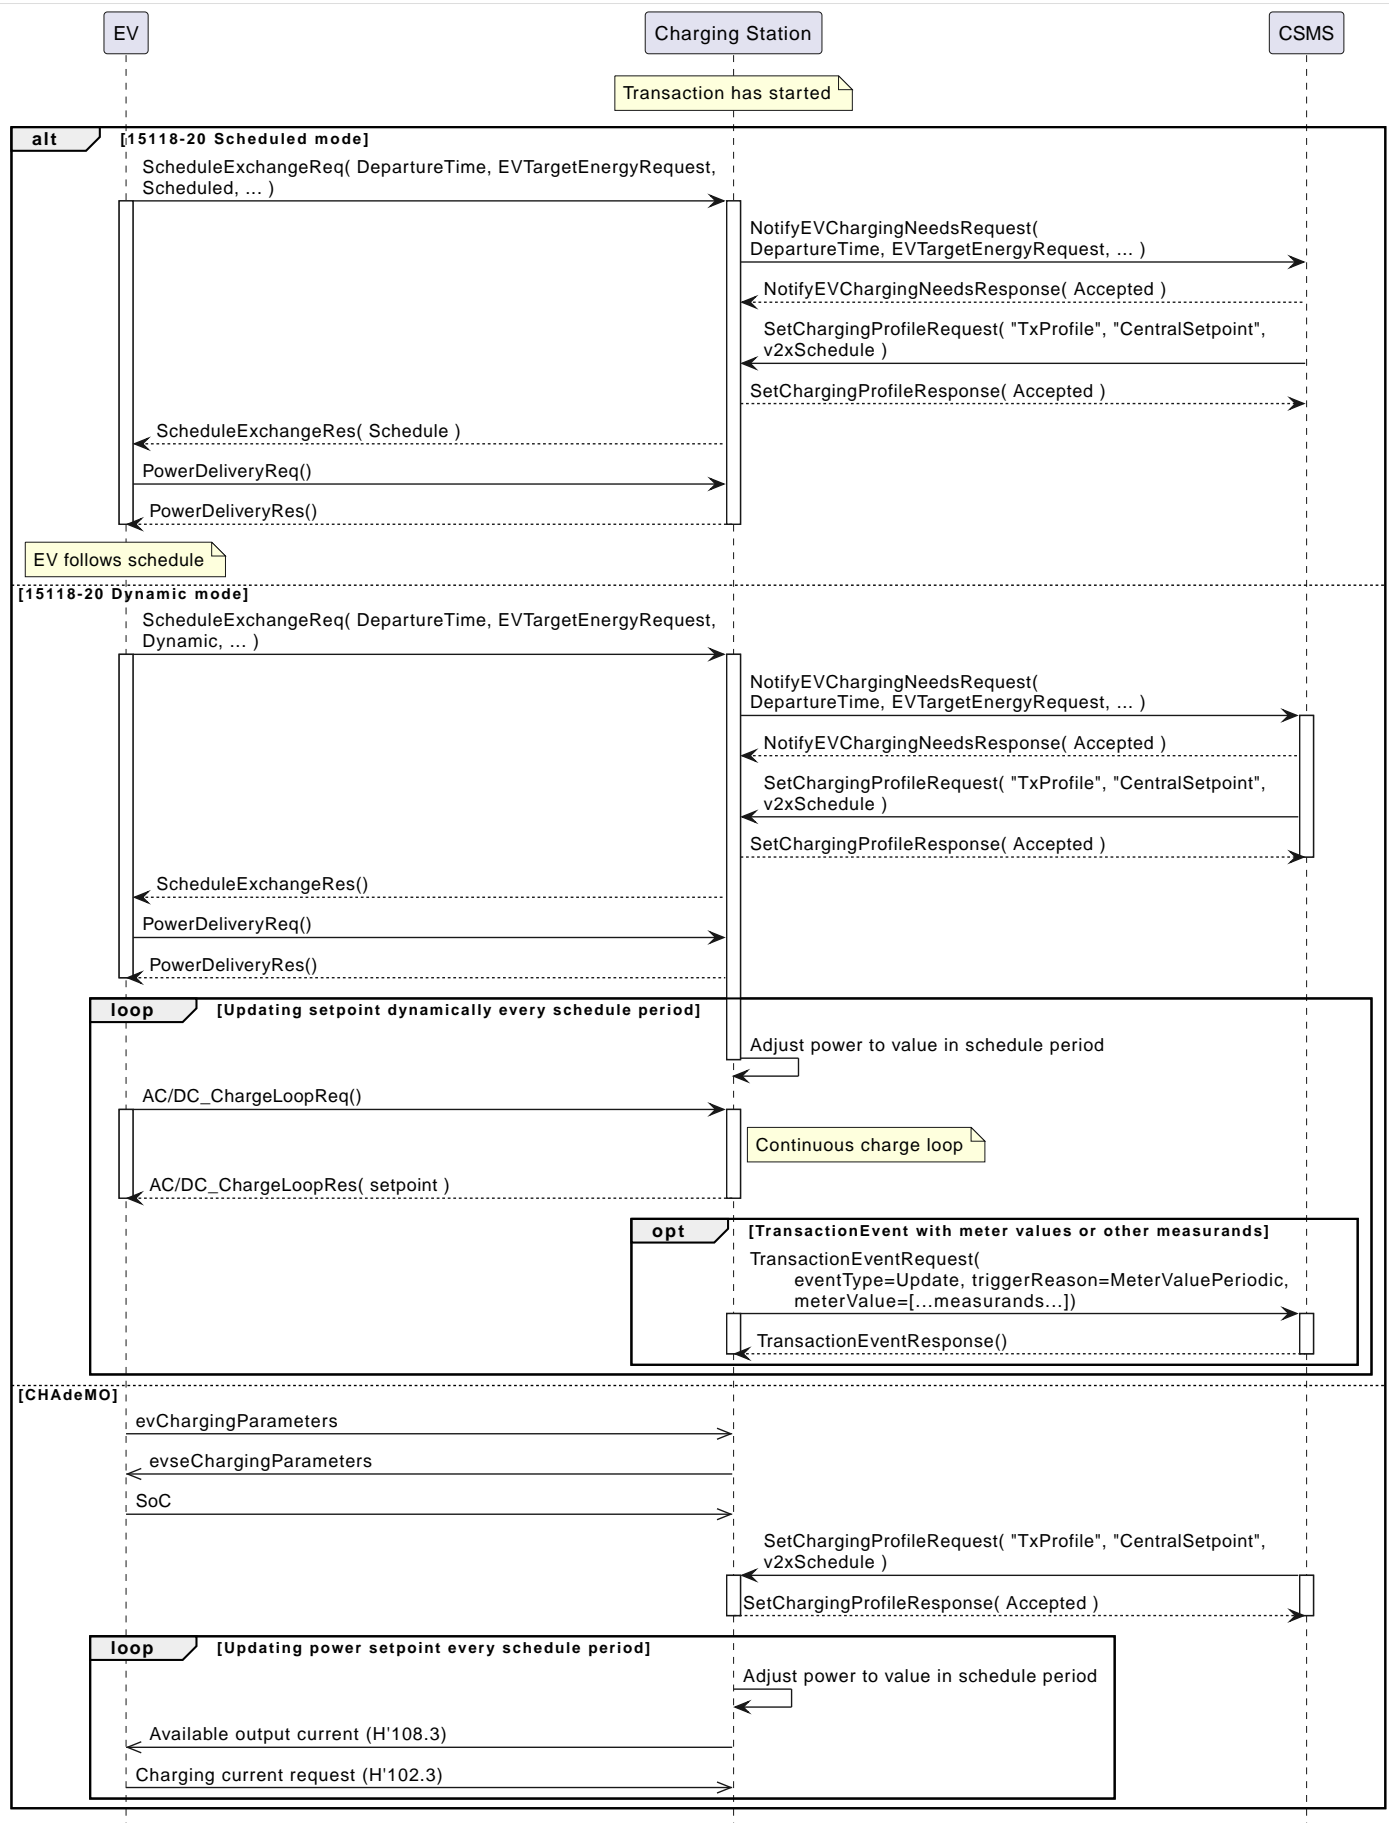 EV
Charging Station
CSMS
Transaction has started
alt
[15118-20 Scheduled mode]
ScheduleExchangeReq( DepartureTime, EVTargetEnergyRequest,
Scheduled, ... )
NotifyEVChargingNeedsRequest(
DepartureTime, EVTargetEnergyRequest, ... )
NotifyEVChargingNeedsResponse( Accepted )
SetChargingProfileRequest( "TxProfile", "CentralSetpoint",
v2xSchedule )
SetChargingProfileResponse( Accepted )
ScheduleExchangeRes( Schedule )
PowerDeliveryReq()
PowerDeliveryRes()
EV follows schedule
[15118-20 Dynamic mode]
ScheduleExchangeReq( DepartureTime, EVTargetEnergyRequest,
Dynamic, ... )
NotifyEVChargingNeedsRequest(
DepartureTime, EVTargetEnergyRequest, ... )
NotifyEVChargingNeedsResponse( Accepted )
SetChargingProfileRequest( "TxProfile", "CentralSetpoint",
v2xSchedule )
SetChargingProfileResponse( Accepted )
ScheduleExchangeRes()
PowerDeliveryReq()
PowerDeliveryRes()
loop
[Updating setpoint dynamically every schedule period]
Adjust power to value in schedule period
AC/DC_ChargeLoopReq()
Continuous charge loop
AC/DC_ChargeLoopRes( setpoint )
opt
[TransactionEvent with meter values or other measurands]
TransactionEventRequest(
eventType=Update, triggerReason=MeterValuePeriodic,
meterValue=[...measurands...])
TransactionEventResponse()
[CHAdeMO]
evChargingParameters
evseChargingParameters
SoC
SetChargingProfileRequest( "TxProfile", "CentralSetpoint",
v2xSchedule )
SetChargingProfileResponse( Accepted )
loop
[Updating power setpoint every schedule period]
Adjust power to value in schedule period
Available output current (H'108.3)
Charging current request (H'102.3)